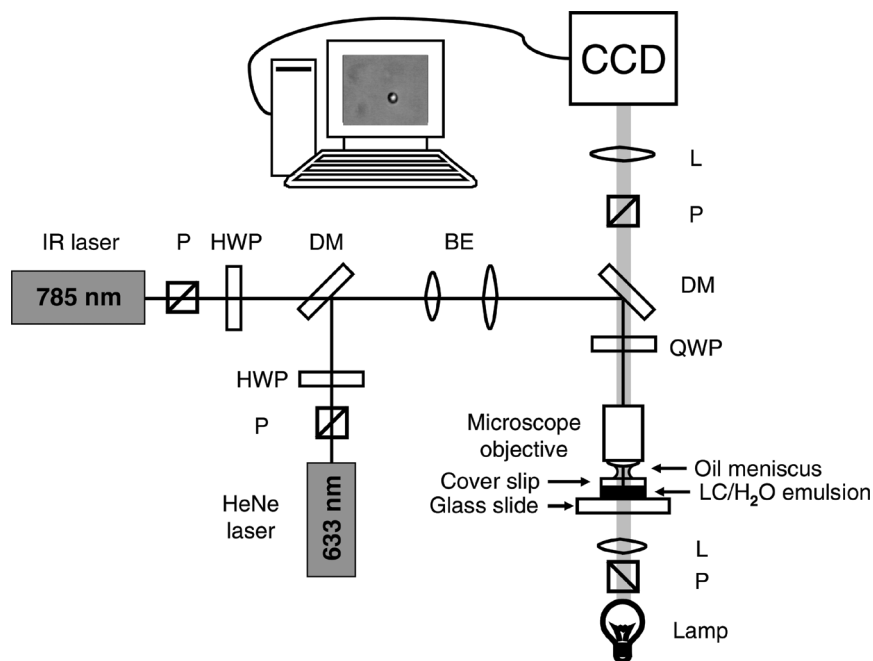 CCD
L
P
IR laser
P
HWP
DM
BE
DM
785 nm
QWP
HWP
P
Microscope
objective
Oil meniscus
Cover slip
LC/H₂O emulsion
Glass slide
HeNe
laser
633 nm
L
P
Lamp